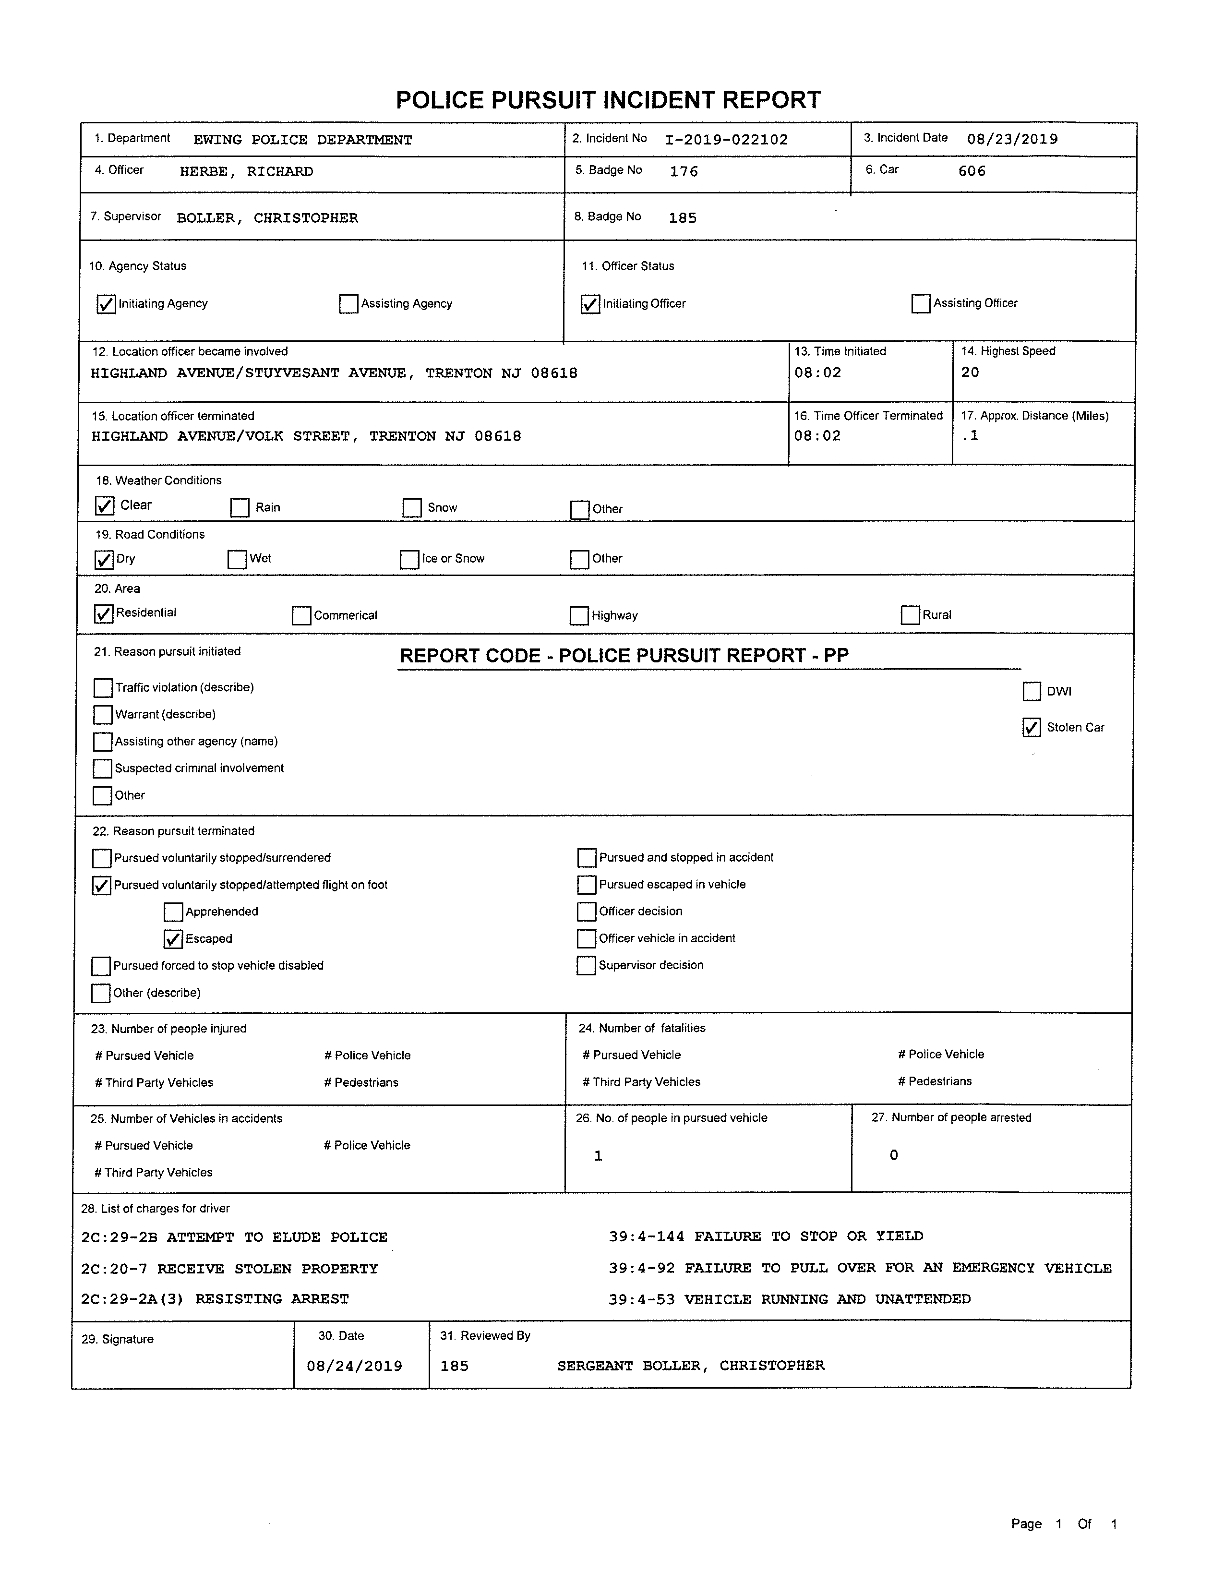 POLICE PURSUIT INCIDENT REPORT
1. Department EWING POLICE DEPARTMENT 2. Incident No I-2019-022102 3. Incident Date 08/23/2019
4. Officer HERBE, RICHARD 5. Badge No 176 6. Car 606
7. Supervisor BOLLER, CHRISTOPHER 8. Badge No 185
10. Agency Status 11. Officer Status
Initiating Agency Assisting Agency Initiating Officer Assisting Officer
12. Location officer became involved 13. Time Initiated 14. Highest Speed
HIGHLAND AVENUE/STUYVESANT AVENUE, TRENTON NJ 08618 08:02 20
15. Location officer terminated 16. Time Officer Terminated 17. Approx. Distance (Miles)
HIGHLAND AVENUE/VOLK STREET, TRENTON NJ 08618 08:02 .1
18. Weather Conditions
Clear Rain Snow Other
19. Road Conditions
Dry Wet Ice or Snow Other
20. Area
Residential Commerical Highway Rural
21. Reason pursuit initiated REPORT CODE - POLICE PURSUIT REPORT - PP
Traffic violation (describe) DWI
Warrant (describe)
Assisting other agency (name) Stolen Car
Suspected criminal involvement
Other
22. Reason pursuit terminated
Pursued voluntarily stopped/surrendered Pursued and stopped in accident
Pursued voluntarily stopped/attempted flight on foot Pursued escaped in vehicle
Apprehended Officer decision
Escaped Officer vehicle in accident
Pursued forced to stop vehicle disabled Supervisor decision
Other (describe)
23. Number of people injured 24. Number of fatalities
# Pursued Vehicle # Police Vehicle # Pursued Vehicle # Police Vehicle
# Third Party Vehicles # Pedestrians # Third Party Vehicles # Pedestrians
25. Number of Vehicles in accidents 26. No. of people in pursued vehicle 27. Number of people arrested
# Pursued Vehicle # Police Vehicle 1 0
# Third Party Vehicles
28. List of charges for driver
2C:29-2B ATTEMPT TO ELUDE POLICE 39:4-144 FAILURE TO STOP OR YIELD
2C:20-7 RECEIVE STOLEN PROPERTY 39:4-92 FAILURE TO PULL OVER FOR AN EMERGENCY VEHICLE
2C:29-2A(3) RESISTING ARREST 39:4-53 VEHICLE RUNNING AND UNATTENDED
29. Signature 30. Date 31. Reviewed By
08/24/2019 185 SERGEANT BOLLER, CHRISTOPHER
Page 1 Of 1